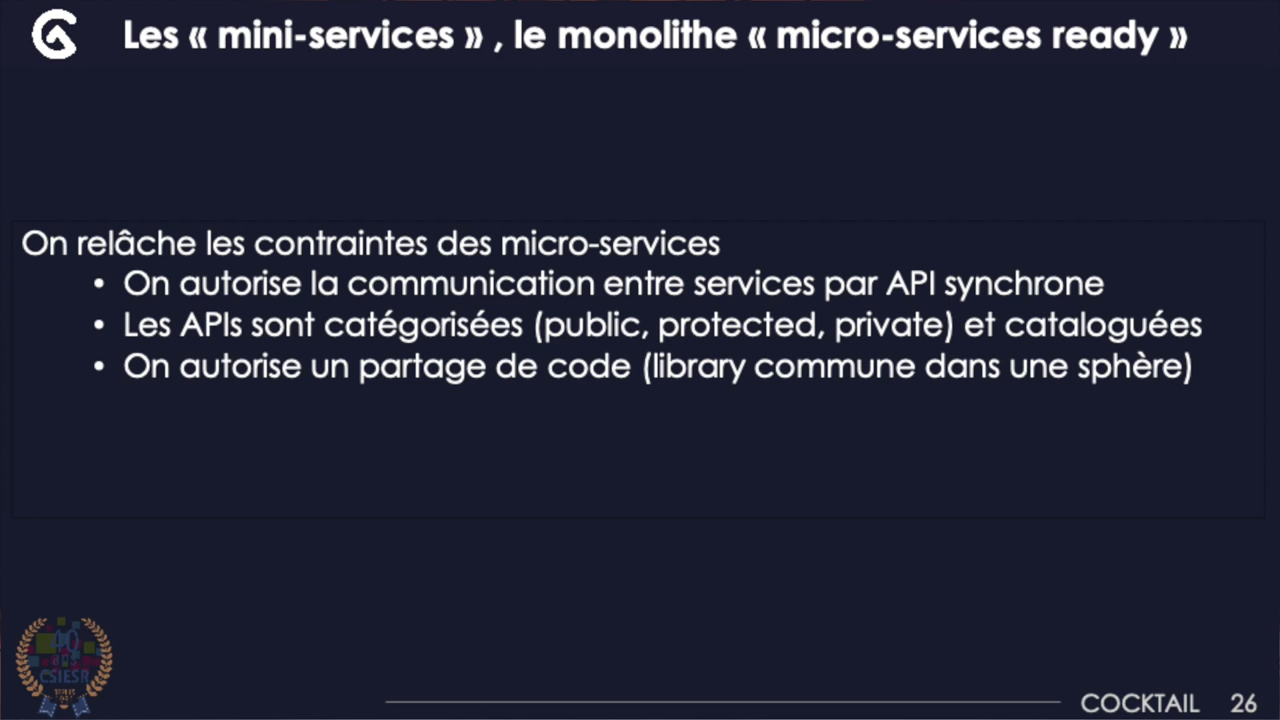 Les « mini-services » , le monolithe « micro-services ready »
On relâche les contraintes des micro-services
• On autorise la communication entre services par API synchrone
• Les APIs sont catégorisées (public, protected, private) et cataloguées
• On autorise un partage de code (library commune dans une sphère)
40
ans
CSIESR
COCKTAIL 26